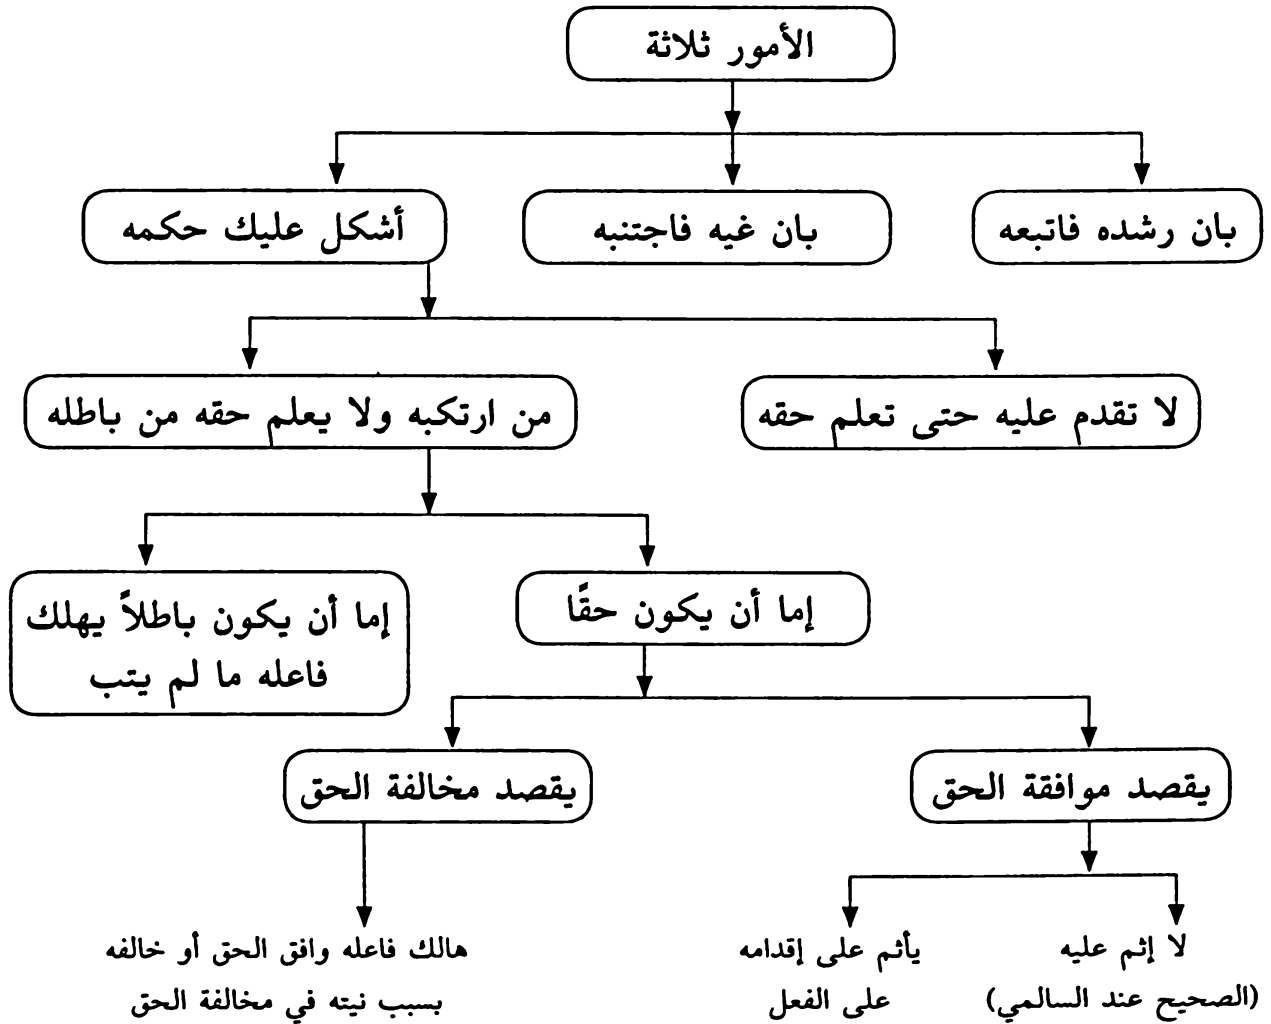 الأمور ثلاثة
بان رشده فاتبعه
بان غيه فاجتنبه
أشكل عليك حكمه
لا تقدم عليه حتى تعلم حقه
من ارتكبه ولا يعلم حقه من باطله
إما أن يكون حقًّا
إما أن يكون باطلاً يهلك
فاعله ما لم يتب
يقصد موافقة الحق
يقصد مخالفة الحق
لا إثم عليه
(الصحيح عند السالمي)
يأثم على إقدامه
على الفعل
هالك فاعله وافق الحق أو خالفه
بسبب نيته في مخالفة الحق